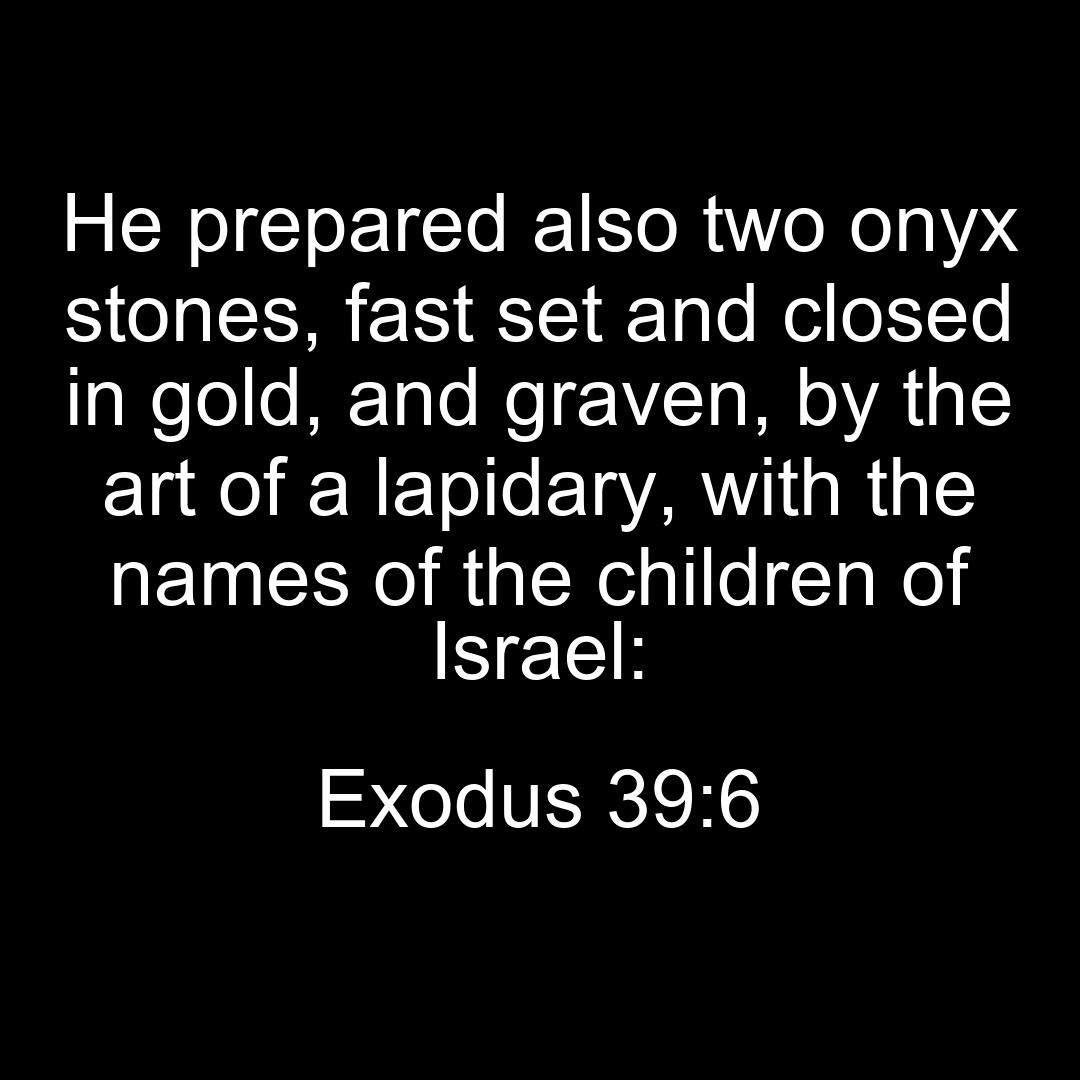 He prepared also two onyx
stones, fast set and closed
in gold, and graven, by the
art of a lapidary, with the
names of the children of
Israel:
Exodus 39:6